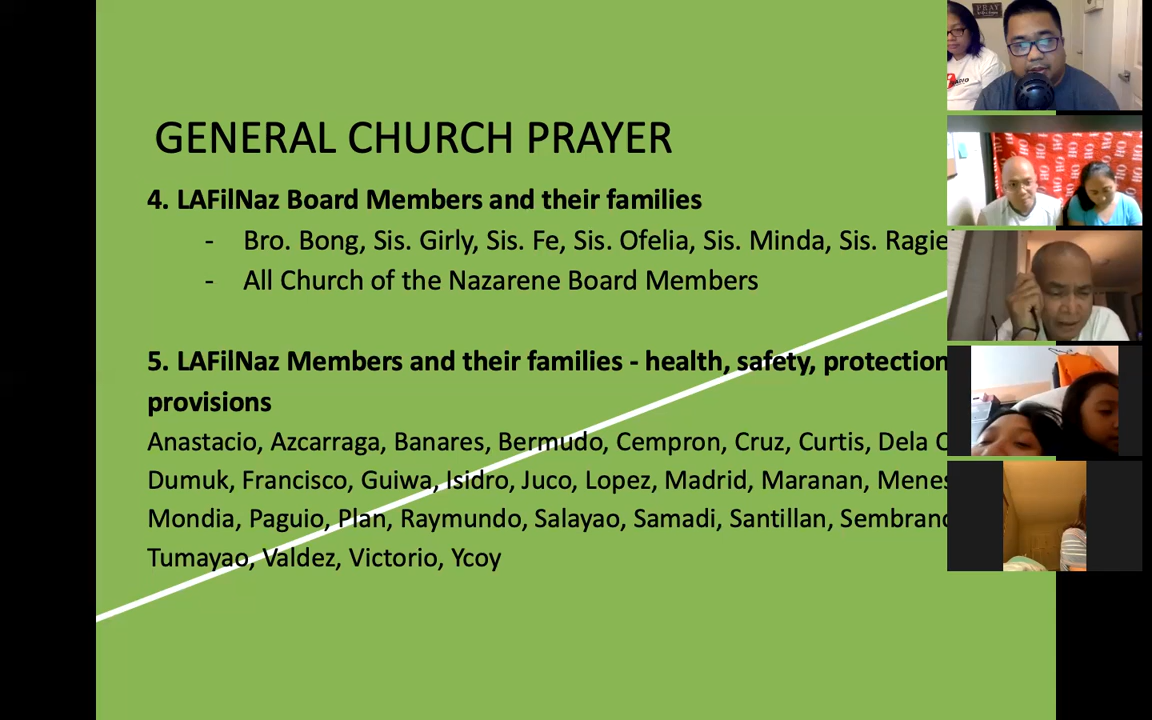 PRAY
GENERAL CHURCH PRAYER
4. LAFilNaz Board Members and their families
- Bro. Bong, Sis. Girly, Sis. Fe, Sis. Ofelia, Sis. Minda, Sis. Ragie
- All Church of the Nazarene Board Members
5. LAFilNaz Members and their families - health, safety, protection
provisions
Anastacio, Azcarraga, Banares, Bermudo, Cempron, Cruz, Curtis, Dela
Dumuk, Francisco, Guiwa, Isidro, Juco, Lopez, Madrid, Maranan,
Mondia, Paguio, Plan, Raymundo, Salayao, Samadi, Santillan,
Tumayao, Valdez, Victorio, Ycoy